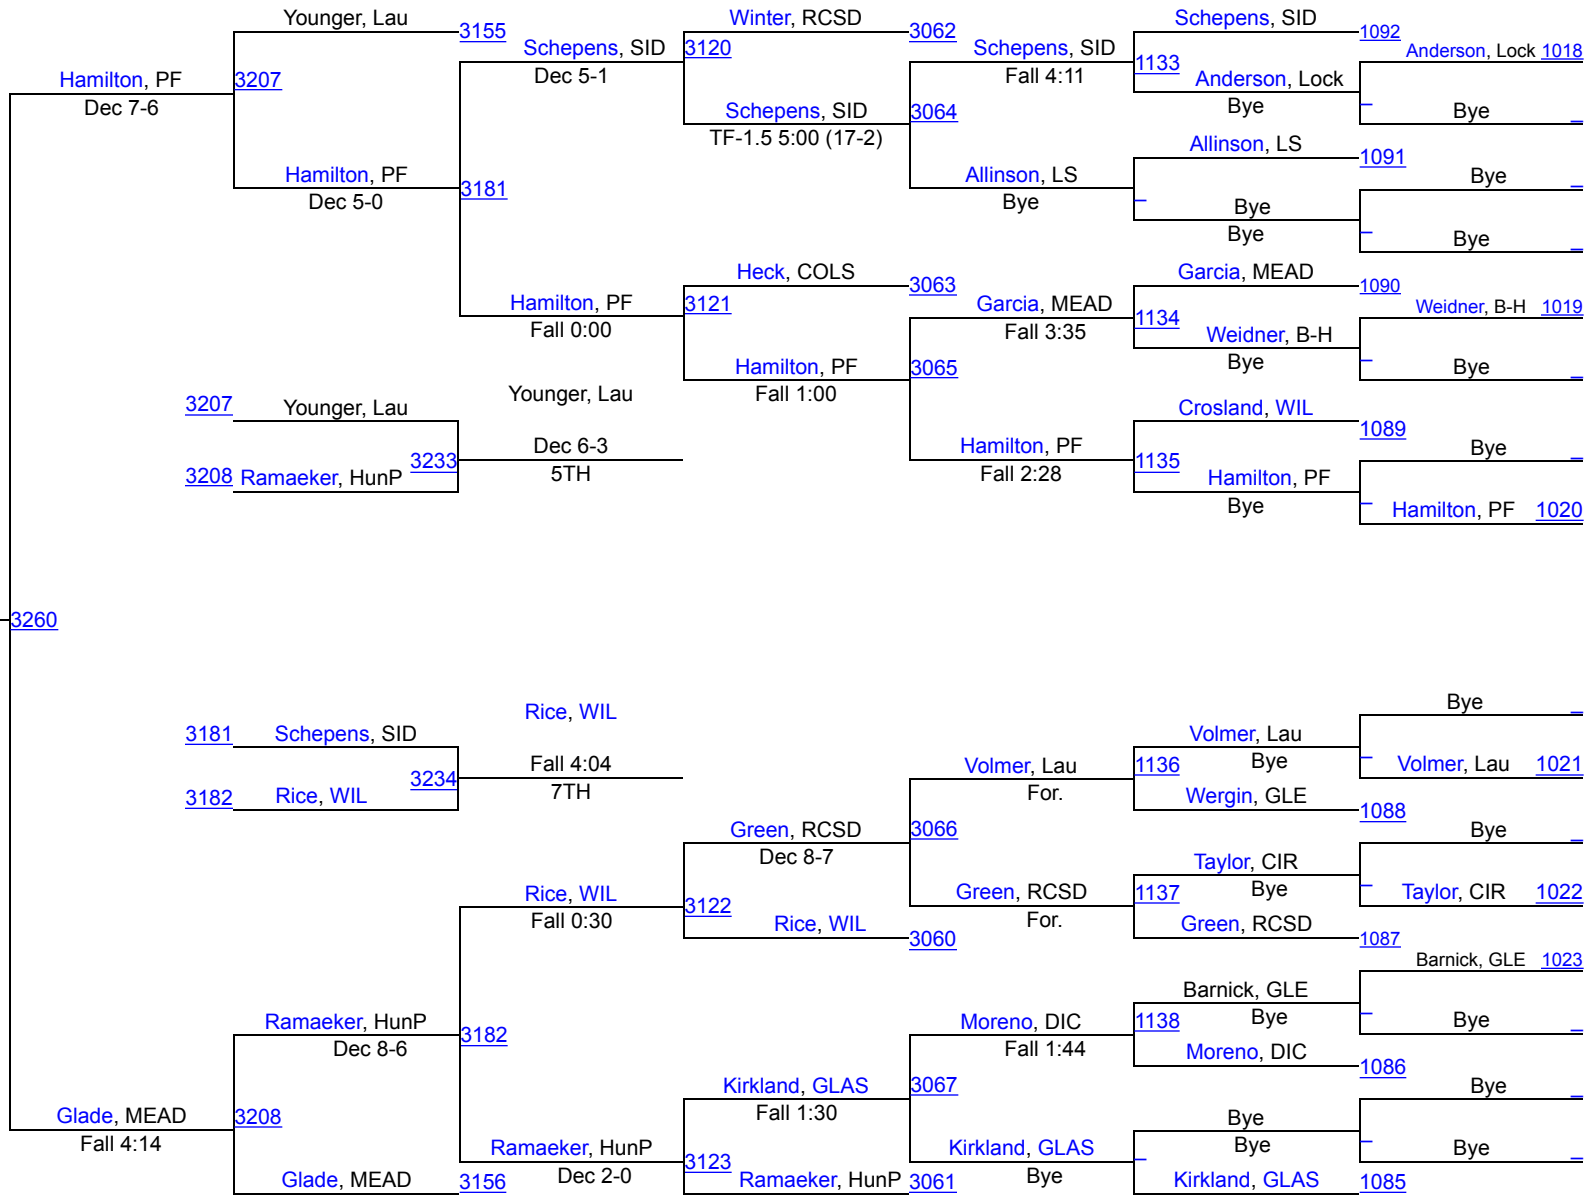 Younger, Lau
3155
Winter, RCSD
3062
Schepens, SID
1092
Anderson, Lock 1018
Schepens, SID
3120
Dec 5-1
Schepens, SID
Fall 4:11
1133
Anderson, Lock
Bye
Bye
Hamilton, PF
Dec 7-6
3207
Schepens, SID
TF-1.5 5:00 (17-2)
3064
Allinson, LS
1091
Bye
Hamilton, PF
Dec 5-0
3181
Allinson, LS
Bye
Bye
Bye
Bye
Heck, COLS
3063
Garcia, MEAD
1090
Weidner, B-H 1019
Hamilton, PF
Fall 0:00
3121
Garcia, MEAD
Fall 3:35
1134
Weidner, B-H
Bye
Bye
Hamilton, PF
Fall 1:00
3065
3207
Younger, Lau
Younger, Lau
Crosland, WIL
1089
Bye
3208
Ramaeker, HunP
3233
Dec 6-3
5TH
Hamilton, PF
Fall 2:28
1135
Hamilton, PF
Bye
Hamilton, PF 1020
3260
Bye
3181
Schepens, SID
Rice, WIL
Volmer, Lau
Bye
Volmer, Lau 1021
3182
Rice, WIL
3234
Fall 4:04
7TH
Volmer, Lau
For.
1136
Wergin, GLE
1088
Green, RCSD
Dec 8-7
3066
Bye
Taylor, CIR
Bye
Taylor, CIR 1022
Rice, WIL
Fall 0:30
3122
Rice, WIL
3060
Green, RCSD
For.
1137
Green, RCSD
1087
Barnick, GLE 1023
Barnick, GLE
Bye
Bye
Ramaeker, HunP
Dec 8-6
3182
Moreno, DIC
Fall 1:44
1138
Moreno, DIC
1086
Kirkland, GLAS
Fall 1:30
3067
Bye
Glade, MEAD
Fall 4:14
3208
Bye
Bye
Bye
Ramaeker, HunP
Dec 2-0
3123
Kirkland, GLAS
Bye
Glade, MEAD
3156
Ramaeker, HunP 3061
Kirkland, GLAS
1085